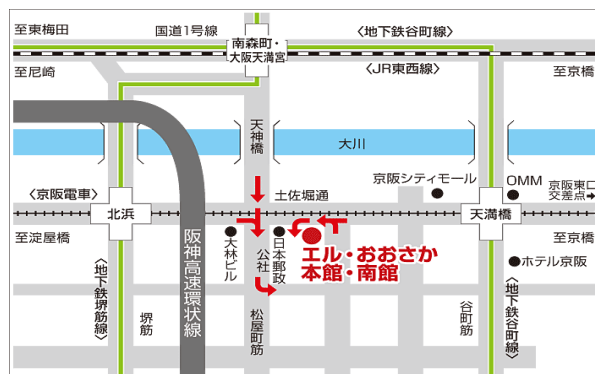 至東梅田
国道1号線
〈地下鉄谷町線〉
南森町・
大阪天満宮
至尼崎
〈JR東西線〉
至京橋
天神橋
大川
京阪シティモール
OMM
京阪東口
交差点→
〈京阪電車〉
土佐堀通
北浜
天満橋
至淀屋橋
至京橋
大林ビル
公社
日本郵政
エル・おおさか
本館・南館
ホテル京阪
阪神高速環状線
〈地下鉄堺筋線〉
堺筋
松屋町筋
谷町筋
〈地下鉄谷町線〉